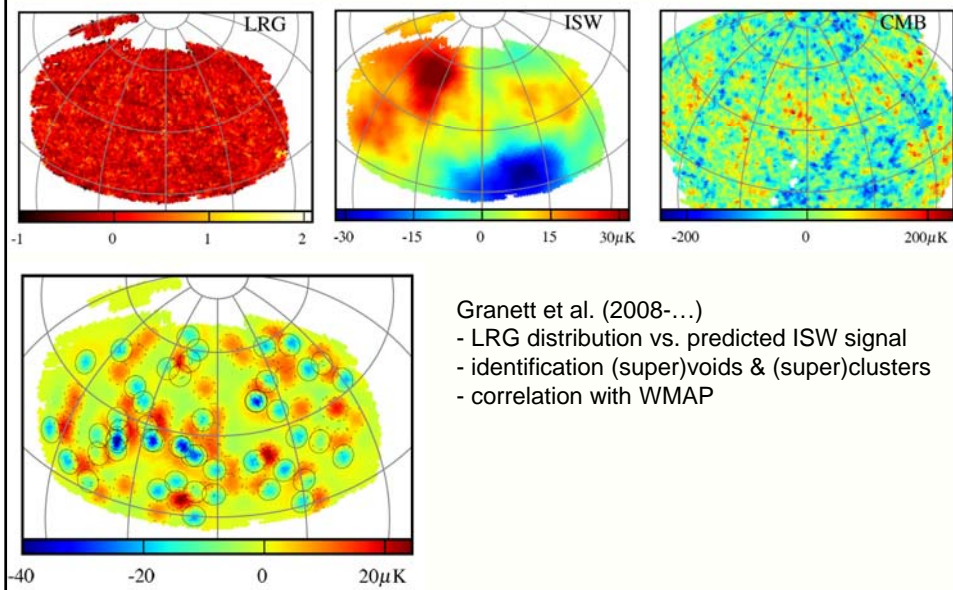 LRG
ISW
CMB
-1 0 1 2
-30 -15 0 15 30μK
-200 0 200μK
Granett et al. (2008-…)
- LRG distribution vs. predicted ISW signal
- identification (super)voids & (super)clusters
- correlation with WMAP
-40 -20 0 20μK